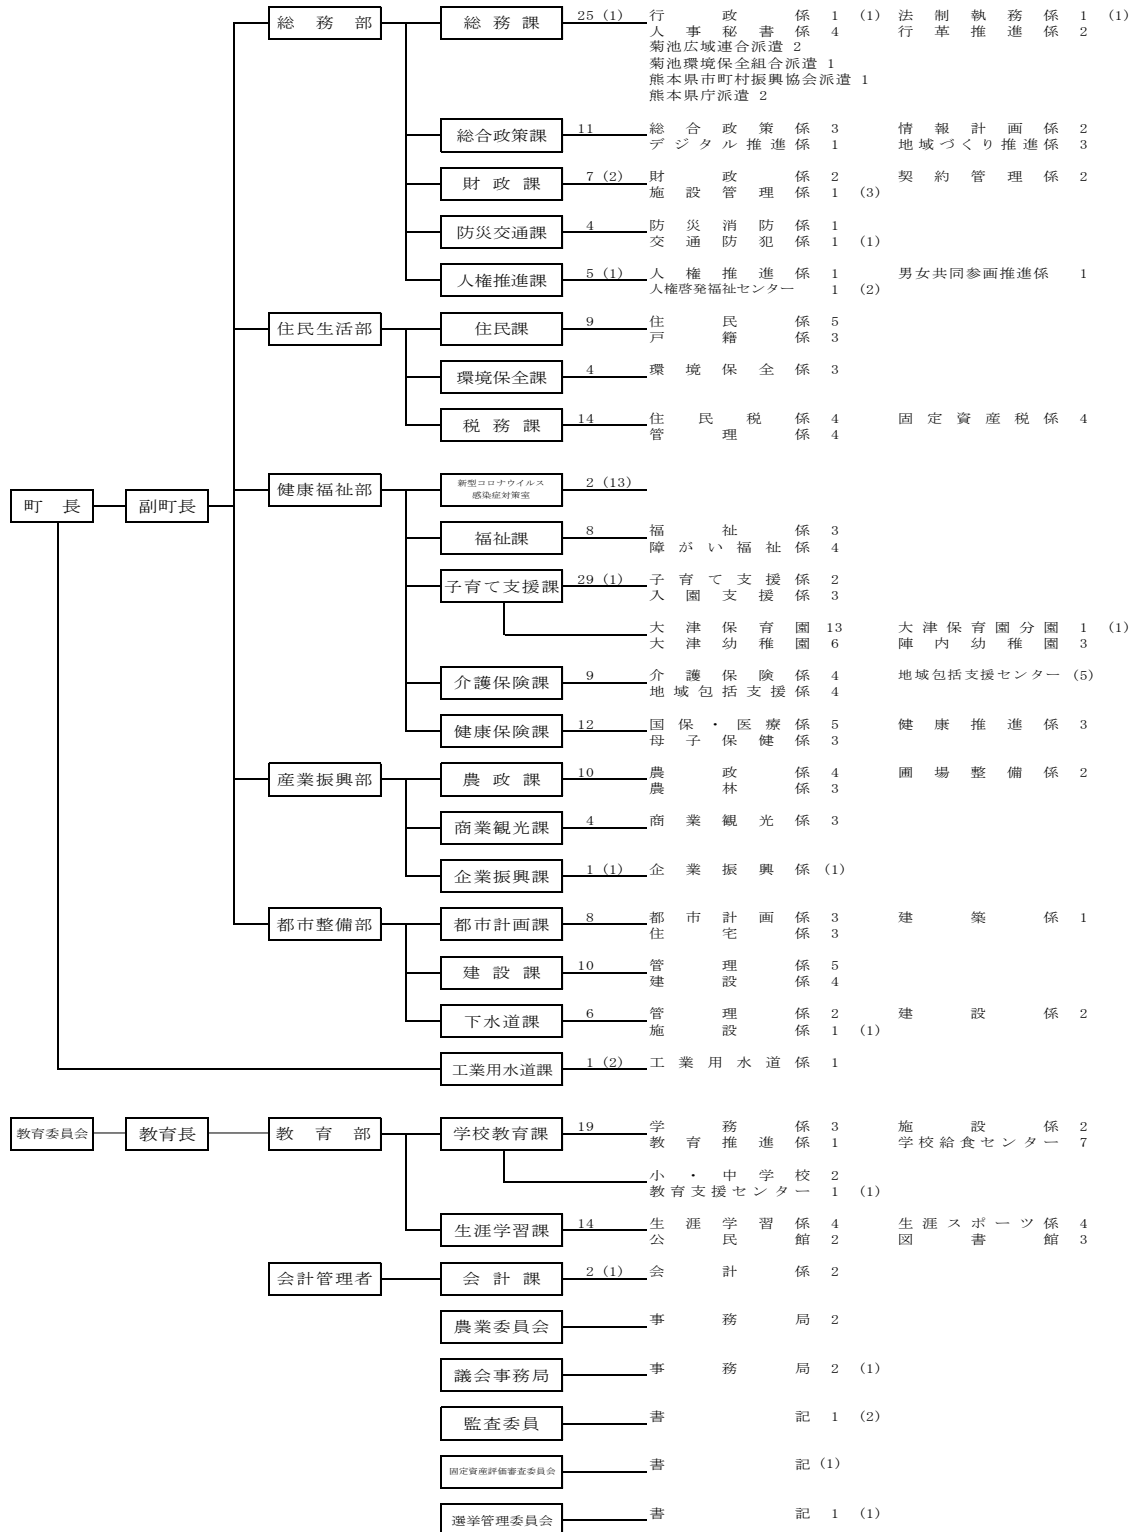 総務部 総務課 25 (1) 行政係 1 (1) 法制執務係 1 (1)
人事秘書係 4 行革推進係 2
菊池広域連合派遣 2
菊池環境保全組合派遣 1
熊本県市町村振興協会派遣 1
熊本県庁派遣 2
総合政策課 11 総合政策係 3 情報計画係 2
デジタル推進係 1 地域づくり推進係 3
財政課 7 (2) 財政係 2 契約管理係 2
施設管理係 1 (3)
防災交通課 4 防災消防係 1
交通防犯係 1 (1)
人権推進課 5 (1) 人権推進係 1 男女共同参画推進係 1
人権啓発福祉センター 1 (2)
住民生活部 住民課 9 住民係 5
戸籍係 3
環境保全課 4 環境保全係 3
税務課 14 住民税係 4 固定資産税係 4
管理係 4
町長 副町長 健康福祉部 新型コロナウイルス 2 (13)
感染症対策室
福祉課 8 福祉係 3
障がい福祉係 4
子育て支援課 29 (1) 子育て支援係 2
入園支援係 3
大津保育園 13 大津保育園分園 1 (1)
大津幼稚園 6 陣内幼稚園 3
介護保険課 9 介護保険係 4 地域包括支援センター (5)
地域包括支援係 4
健康保険課 12 国保・医療係 5 健康推進係 3
母子保健係 3
産業振興部 農政課 10 農政係 4 圃場整備係 2
農林係 3
商業観光課 4 商業観光係 3
企業振興課 1 (1) 企業振興係 (1)
都市整備部 都市計画課 8 都市計画係 3 建築係 1
住宅係 3
建設課 10 管理係 5
建設係 4
下水道課 6 管理係 2 建設係 2
施設係 1 (1)
工業用水道課 1 (2) 工業用水道係 1
教育委員会 教育長 教育部 学校教育課 19 学務係 3 施設係 2
教育推進係 1 学校給食センター 7
小・中学校 2
教育支援センター 1 (1)
生涯学習課 14 生涯学習係 4 生涯スポーツ係 4
公民館 2 図書館 3
会計管理者 会計課 2 (1) 会計係 2
農業委員会 事務局 2
議会事務局 事務局 2 (1)
監査委員 書記 1 (2)
固定資産評価審査委員会 書記 (1)
選挙管理委員会 書記 1 (1)